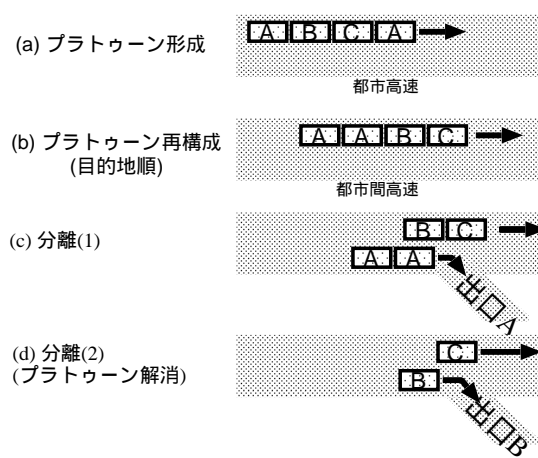 (a) プラトゥーン形成
A B C A
都市高速
(b) プラトゥーン再構成
(目的地順)
A A B C
都市間高速
(c) 分離(1)
B C
A A
出口A
(d) 分離(2)
(プラトゥーン解消)
C
B
出口B